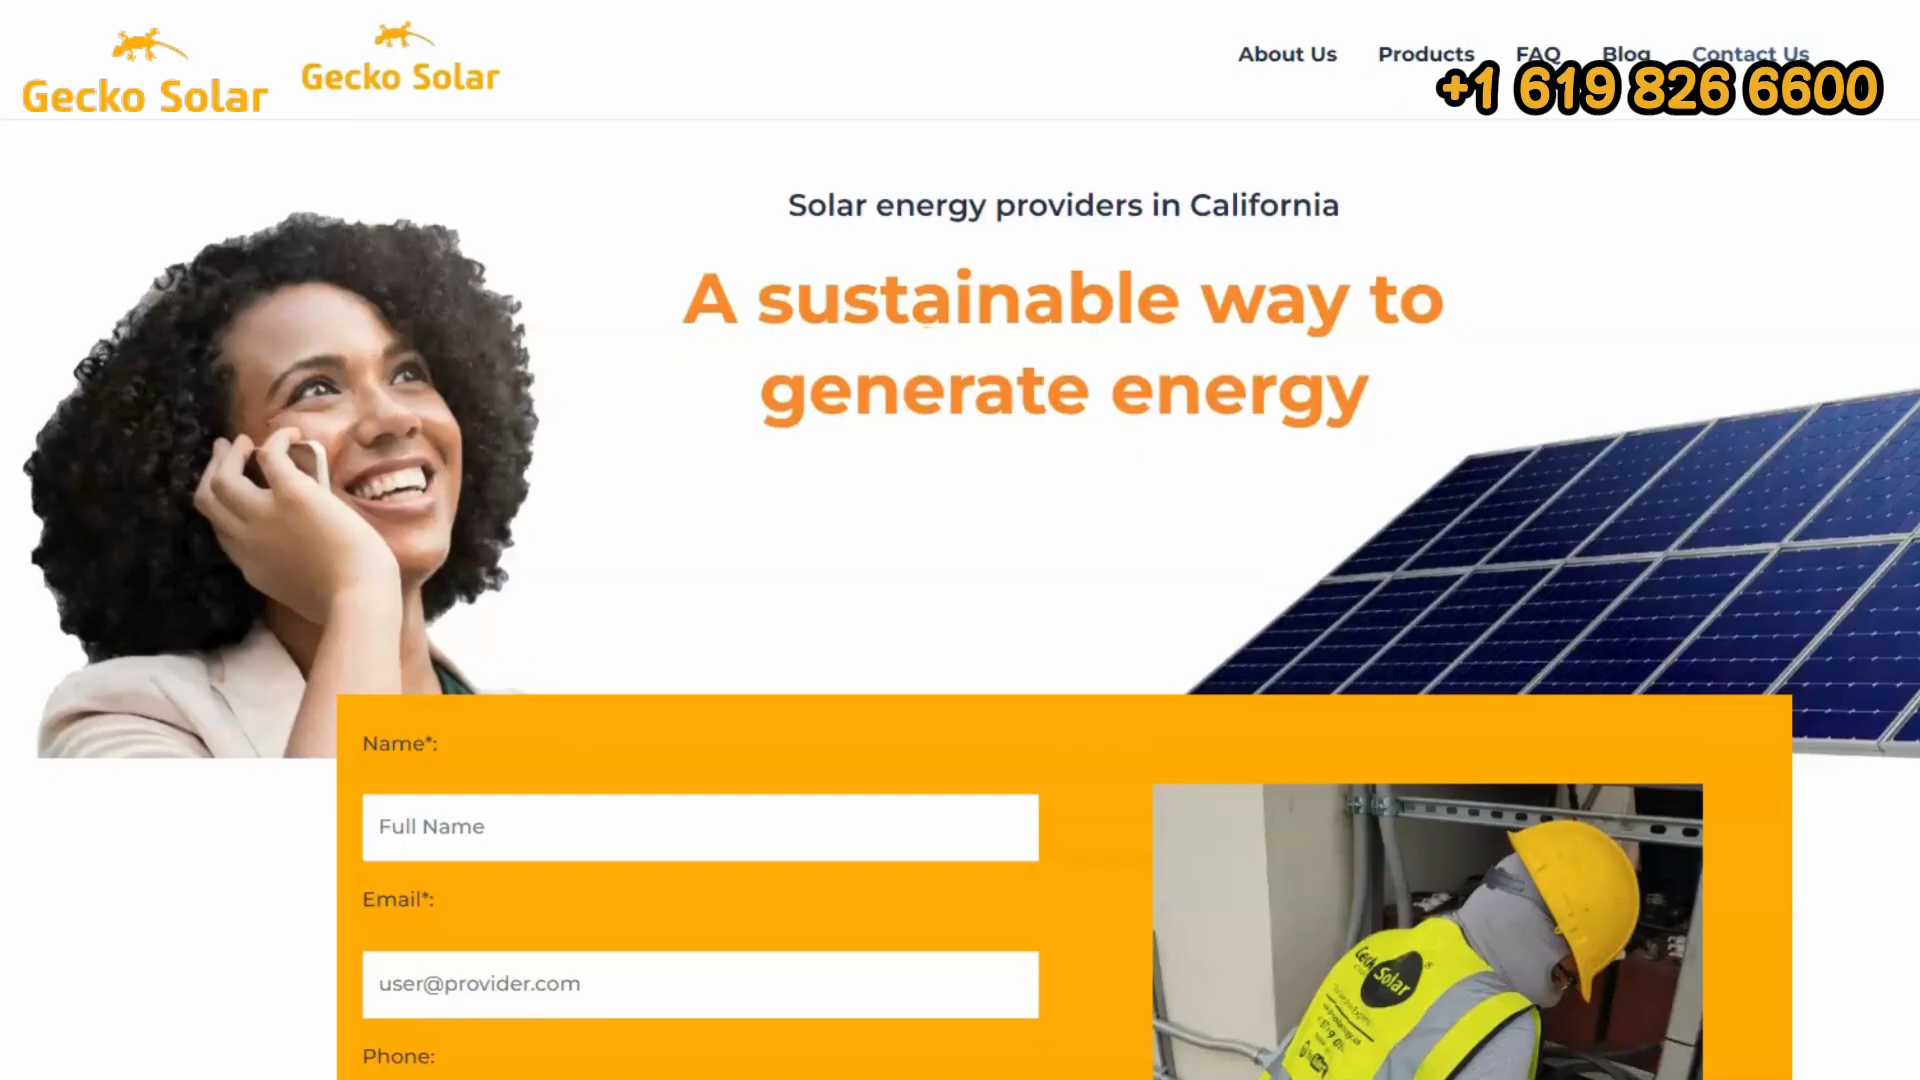 Gecko Solar
Gecko Solar
About Us Products FAQ Blog Contact Us
+1 619 826 6600
Solar energy providers in California
A sustainable way to
generate energy
Name*:
Full Name
Email*:
user@provider.com
Phone:
Solar